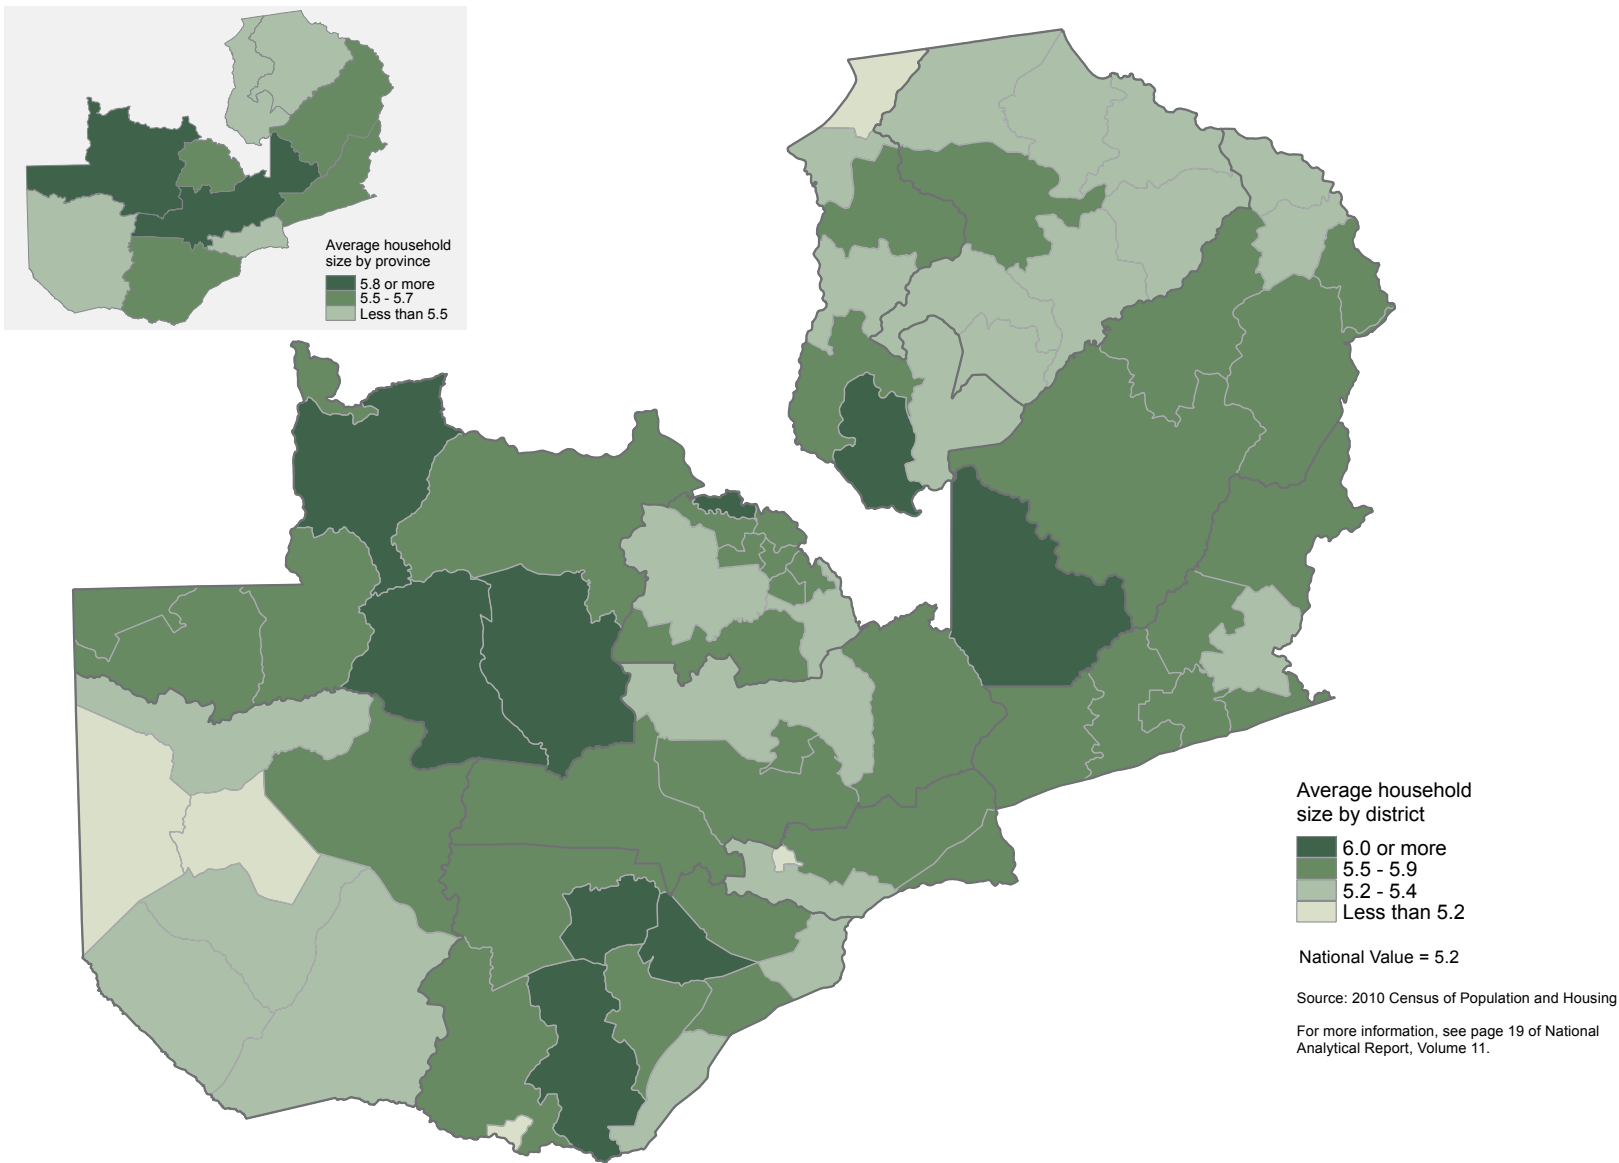 Average household
size by province
5.8 or more
5.5 - 5.7
Less than 5.5
Average household
size by district
6.0 or more
5.5 - 5.9
5.2 - 5.4
Less than 5.2
National Value = 5.2
Source: 2010 Census of Population and Housing
For more information, see page 19 of National
Analytical Report, Volume 11.